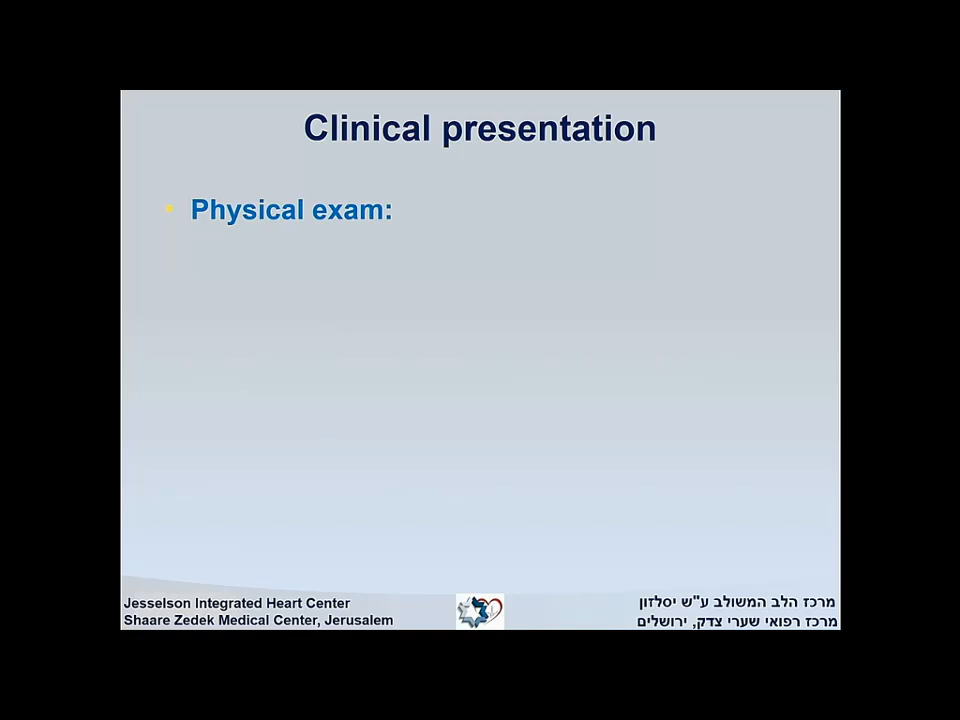 Clinical presentation
• Physical exam:
Jesselson Integrated Heart Center
Shaare Zedek Medical Center, Jerusalem
מרכז הלב המשולב ע"ש יסלזון
מרכז רפואי שערי צדק, ירושלים